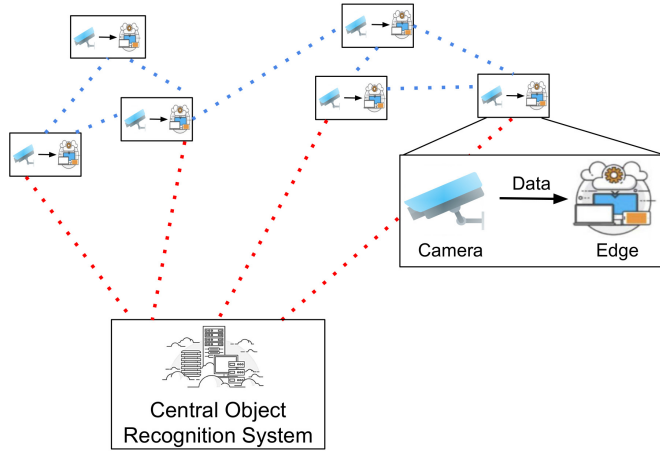 Data
Camera
Edge
Central Object
Recognition System